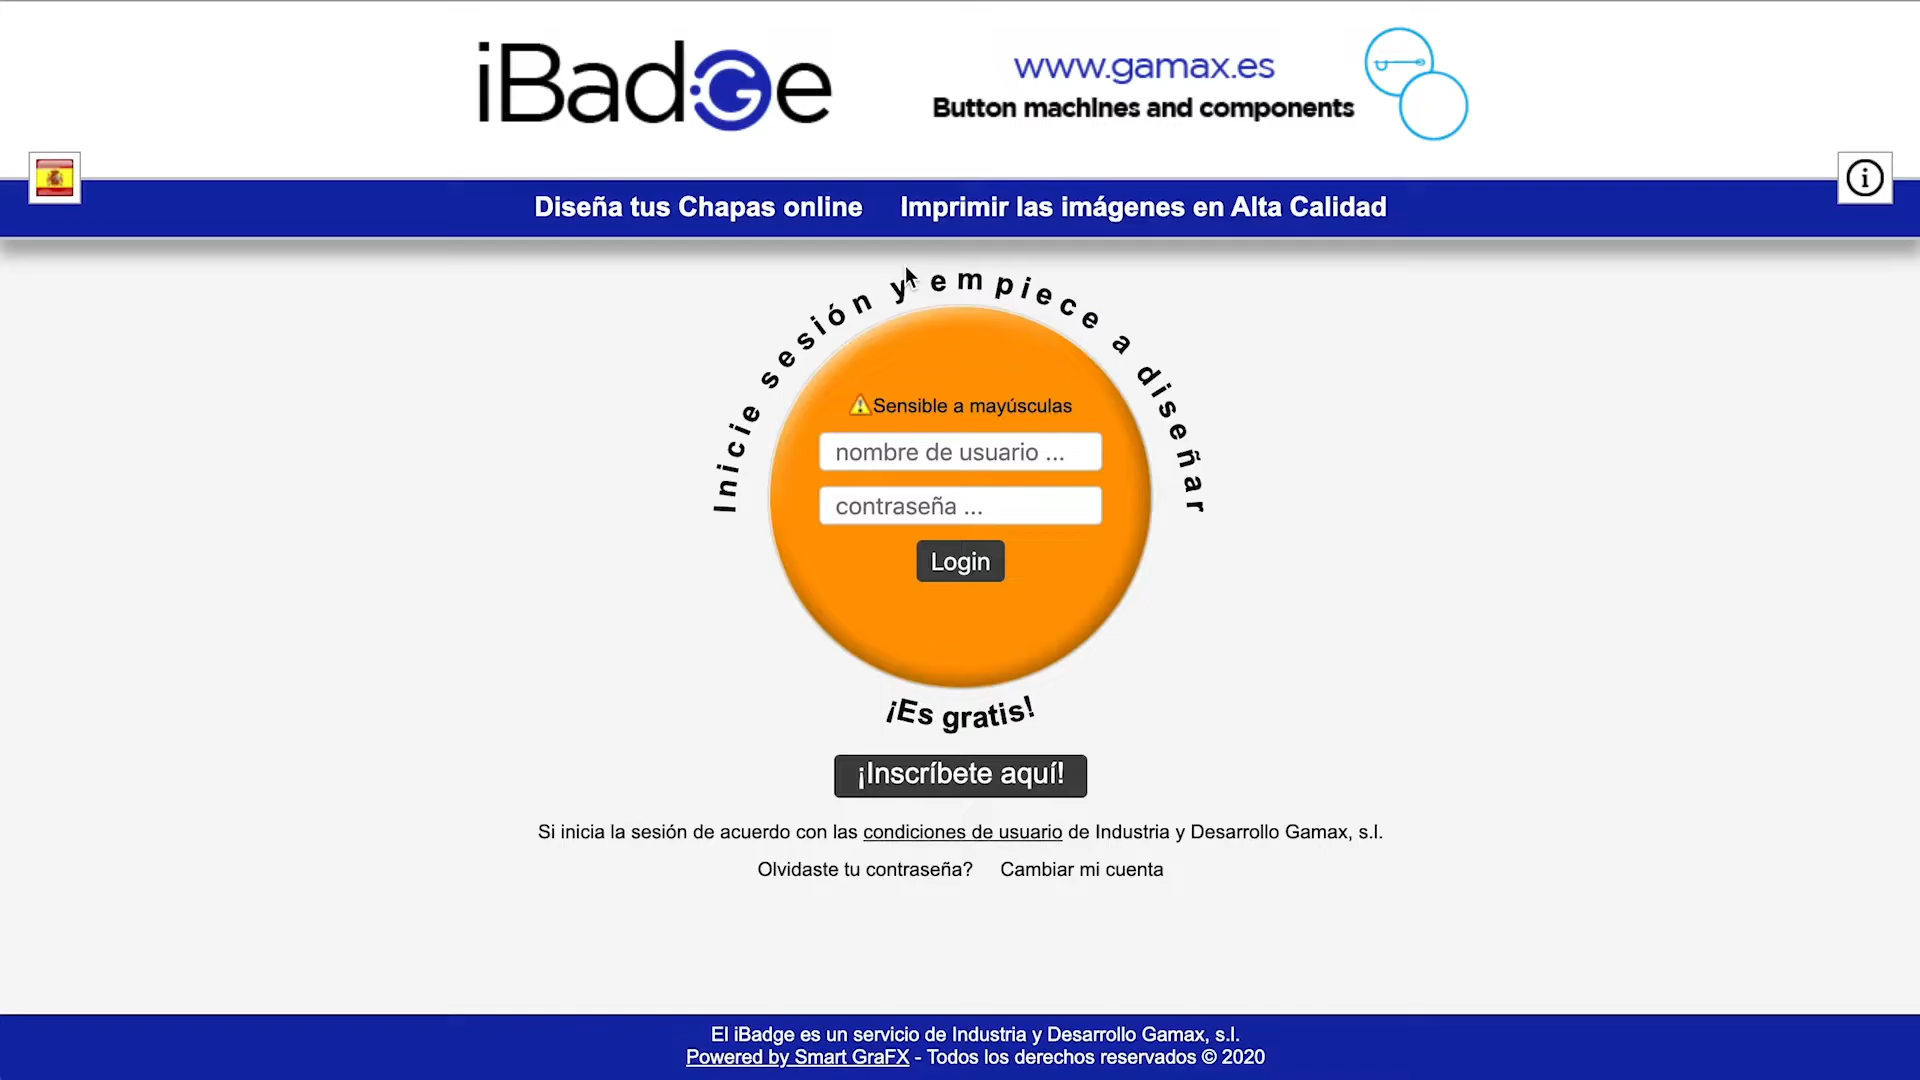 iBadGe
www.gamax.es
Button machines and components
Diseña tus Chapas online
Imprimir las imágenes en Alta Calidad
Inicie sesión y empiece a diseñar
Sensible a mayúsculas
nombre de usuario ...
contraseña ...
Login
¡Es gratis!
¡Inscríbete aquí!
Si inicia la sesión de acuerdo con las condiciones de usuario de Industria y Desarrollo Gamax, s.l.
Olvidaste tu contraseña?
Cambiar mi cuenta
El iBadge es un servicio de Industria y Desarrollo Gamax, s.l.
Powered by Smart GraFX - Todos los derechos reservados © 2020